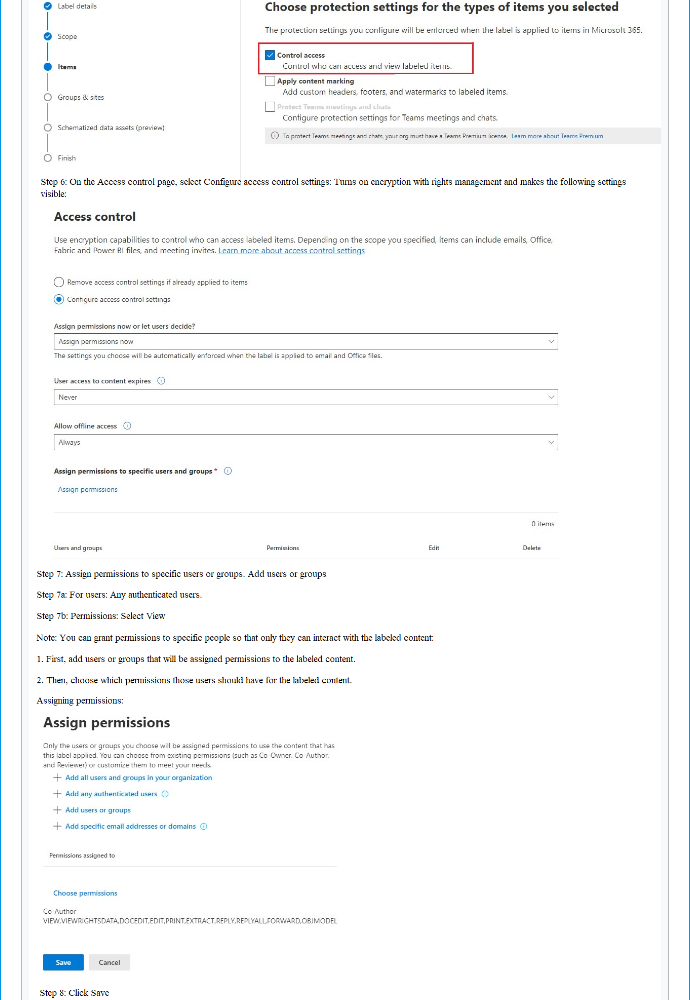 Label details
Choose protection settings for the types of items you selected
The protection settings you configure will be enforced when the label is applied to items in Microsoft 365.
Scope
Control access
Control who can access and view labeled items.
Items
Apply content marking
Add custom headers, footers, and watermarks to labeled items.
Groups & sites
Protect Teams meetings and chats
Configure protection settings for Teams meetings and chats.
Schematized data assets (preview)
To protect Teams meetings and chats, your org must have a Teams Premium license. Learn more about Teams Premium
Finish
Step 6: On the Access control page, select Configure access control settings: Turns on encryption with rights management and makes the following settings
visible:
Access control
Use encryption capabilities to control who can access labeled items. Depending on the scope you specified, items can include emails, Office,
Fabric and Power BI files, and meeting invites. Learn more about access control settings
Remove access control settings if already applied to items
Configure access control settings
Assign permissions now or let users decide?
Assign permissions now
The settings you choose will be automatically enforced when the label is applied to email and Office files.
User access to content expires
Never
Allow offline access
Always
Assign permissions to specific users and groups *
Assign permissions
0 items
Users and groups Permissions Edit Delete
Step 7: Assign permissions to specific users or groups. Add users or groups
Step 7a: For users: Any authenticated users.
Step 7b: Permissions: Select View
Note: You can grant permissions to specific people so that only they can interact with the labeled content:
1. First, add users or groups that will be assigned permissions to the labeled content.
2. Then, choose which permissions those users should have for the labeled content.
Assigning permissions:
Assign permissions
Only the users or groups you choose will be assigned permissions to use the content that has
this label applied. You can choose from existing permissions (such as Co-Owner, Co-Author,
and Reviewer) or customize them to meet your needs.
+ Add all users and groups in your organization
+ Add any authenticated users
+ Add users or groups
+ Add specific email addresses or domains
Permissions assigned to
Choose permissions
Co-Author
VIEW,VIEWRIGHTSDATA,DOCEDIT,EDIT,PRINT,EXTRACT,REPLY,REPLYALL,FORWARD,OBJMODEL
Save Cancel
Step 8: Click Save